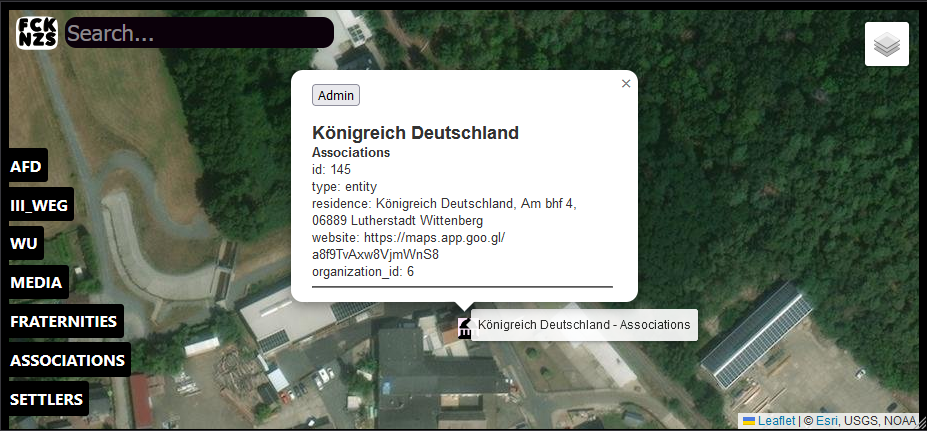 FCK
NZS
Search...
Admin
×
Königreich Deutschland
Associations
id: 145
type: entity
residence: Königreich Deutschland, Am bhf 4,
06889 Lutherstadt Wittenberg
website: https://maps.app.goo.gl/
a8f9TvAxw8VjmWnS8
organization_id: 6
AFD
III_WEG
WU
MEDIA
FRATERNITIES
ASSOCIATIONS
SETTLERS
Königreich Deutschland - Associations
Leaflet | © Esri, USGS, NOAA